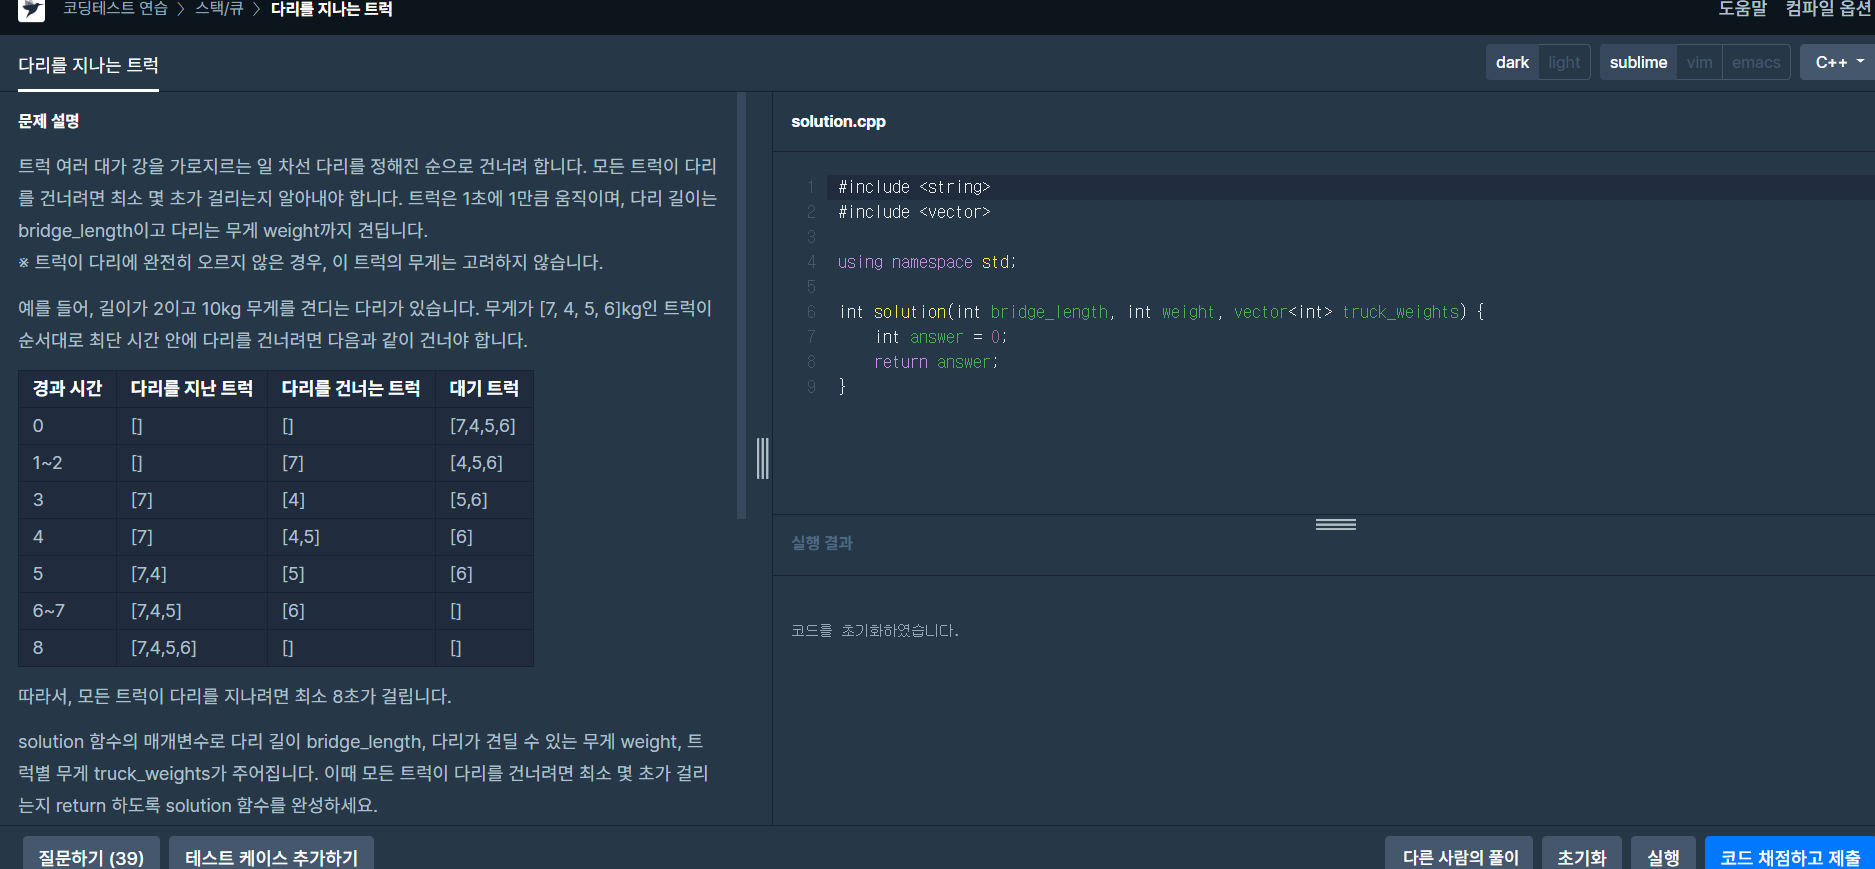 코딩테스트 연습 > 스택/큐 > 다리를 지나는 트럭
도움말 컴파일 옵션
다리를 지나는 트럭
dark light sublime vim emacs C++
문제 설명
트럭 여러 대가 강을 가로지르는 일 차선 다리를 정해진 순으로 건너려 합니다. 모든 트럭이 다리
를 건너려면 최소 몇 초가 걸리는지 알아내야 합니다. 트럭은 1초에 1만큼 움직이며, 다리 길이는
bridge_length이고 다리는 무게 weight까지 견딥니다.
※ 트럭이 다리에 완전히 오르지 않은 경우, 이 트럭의 무게는 고려하지 않습니다.
예를 들어, 길이가 2이고 10kg 무게를 견디는 다리가 있습니다. 무게가 [7, 4, 5, 6]kg인 트럭이
순서대로 최단 시간 안에 다리를 건너려면 다음과 같이 건너야 합니다.
경과 시간 다리를 지난 트럭 다리를 건너는 트럭 대기 트럭
0 [] [] [7,4,5,6]
1~2 [] [7] [4,5,6]
3 [7] [4] [5,6]
4 [7] [4,5] [6]
5 [7,4] [5] [6]
6~7 [7,4,5] [6] []
8 [7,4,5,6] [] []
따라서, 모든 트럭이 다리를 지나려면 최소 8초가 걸립니다.
solution 함수의 매개변수로 다리 길이 bridge_length, 다리가 견딜 수 있는 무게 weight, 트
럭별 무게 truck_weights가 주어집니다. 이때 모든 트럭이 다리를 건너려면 최소 몇 초가 걸리
는지 return 하도록 solution 함수를 완성하세요.
solution.cpp
1 #include <string>
2 #include <vector>
3
4 using namespace std;
5
6 int solution(int bridge_length, int weight, vector<int> truck_weights) {
7     int answer = 0;
8     return answer;
9 }
실행 결과
코드를 초기화하였습니다.
질문하기 (39) 테스트 케이스 추가하기
다른 사람의 풀이 초기화 실행 코드 채점하고 제출